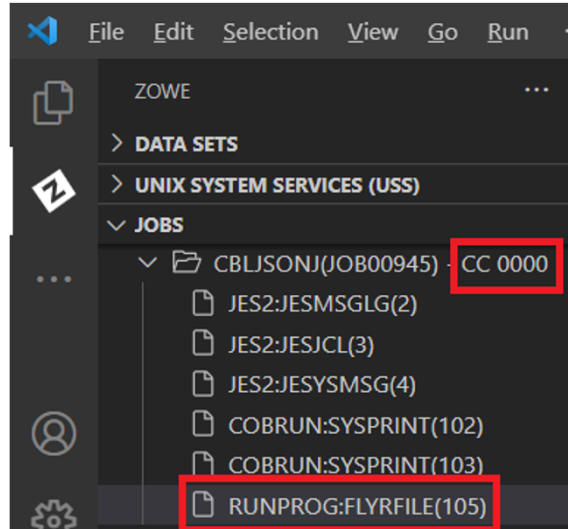 File Edit Selection View Go Run
ZOWE
DATA SETS
UNIX SYSTEM SERVICES (USS)
JOBS
CBLJSONJ(JOB00945) - CC 0000
JES2:JESMSGLG(2)
JES2:JESJCL(3)
JES2:JESYSMSG(4)
COBRUN:SYSPRINT(102)
COBRUN:SYSPRINT(103)
RUNPROG:FLYRFILE(105)